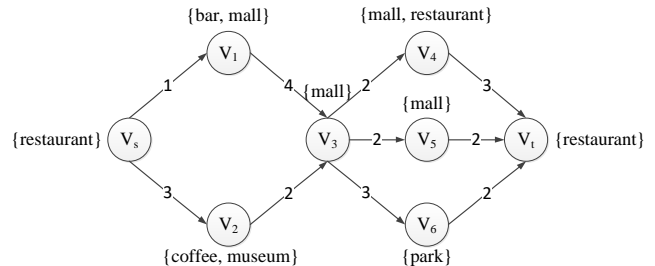 {bar, mall}
{mall, restaurant}
V1
V4
1
4
{mall}
2
3
{mall}
{restaurant}
Vs
V3
2
V5
2
Vt
{restaurant}
3
2
3
2
V2
V6
{coffee, museum}
{park}